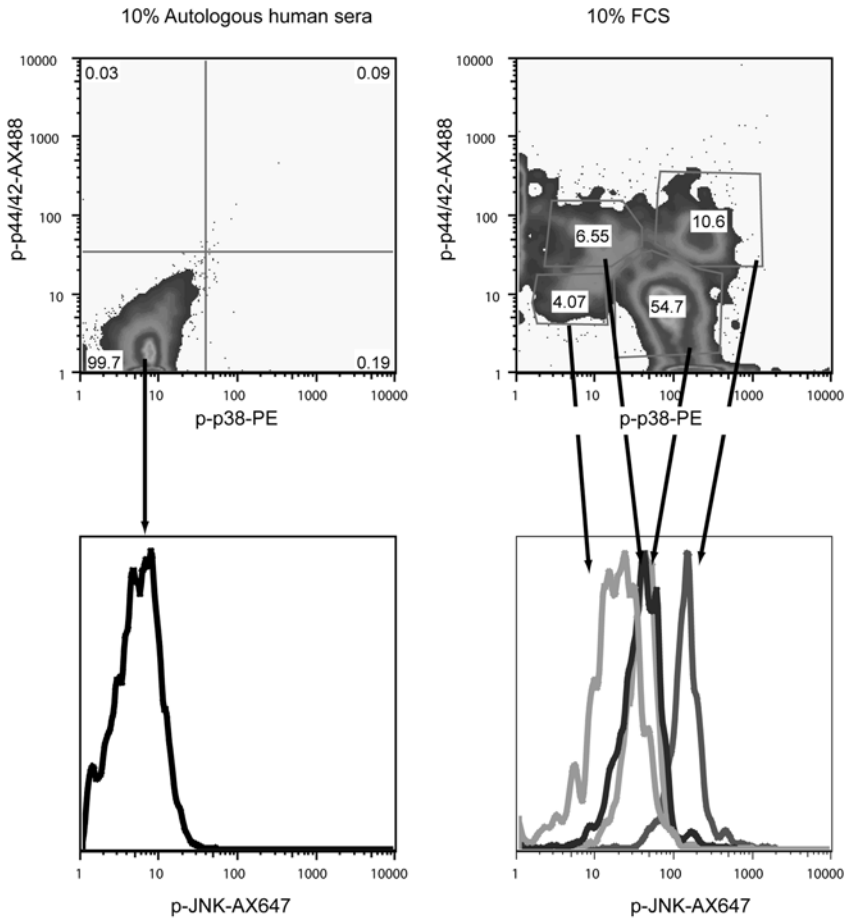 10% Autologous human sera
10% FCS
10000
1000
100
10
1
p-p44/42-AX488
0.03
0.09
99.7
0.19
1 10 100 1000 10000
p-p38-PE
10000
1000
100
10
1
p-p44/42-AX488
6.55
10.6
4.07
54.7
1 10 100 1000 10000
p-p38-PE
1 10 100 1000 10000
p-JNK-AX647
1 10 100 1000 10000
p-JNK-AX647